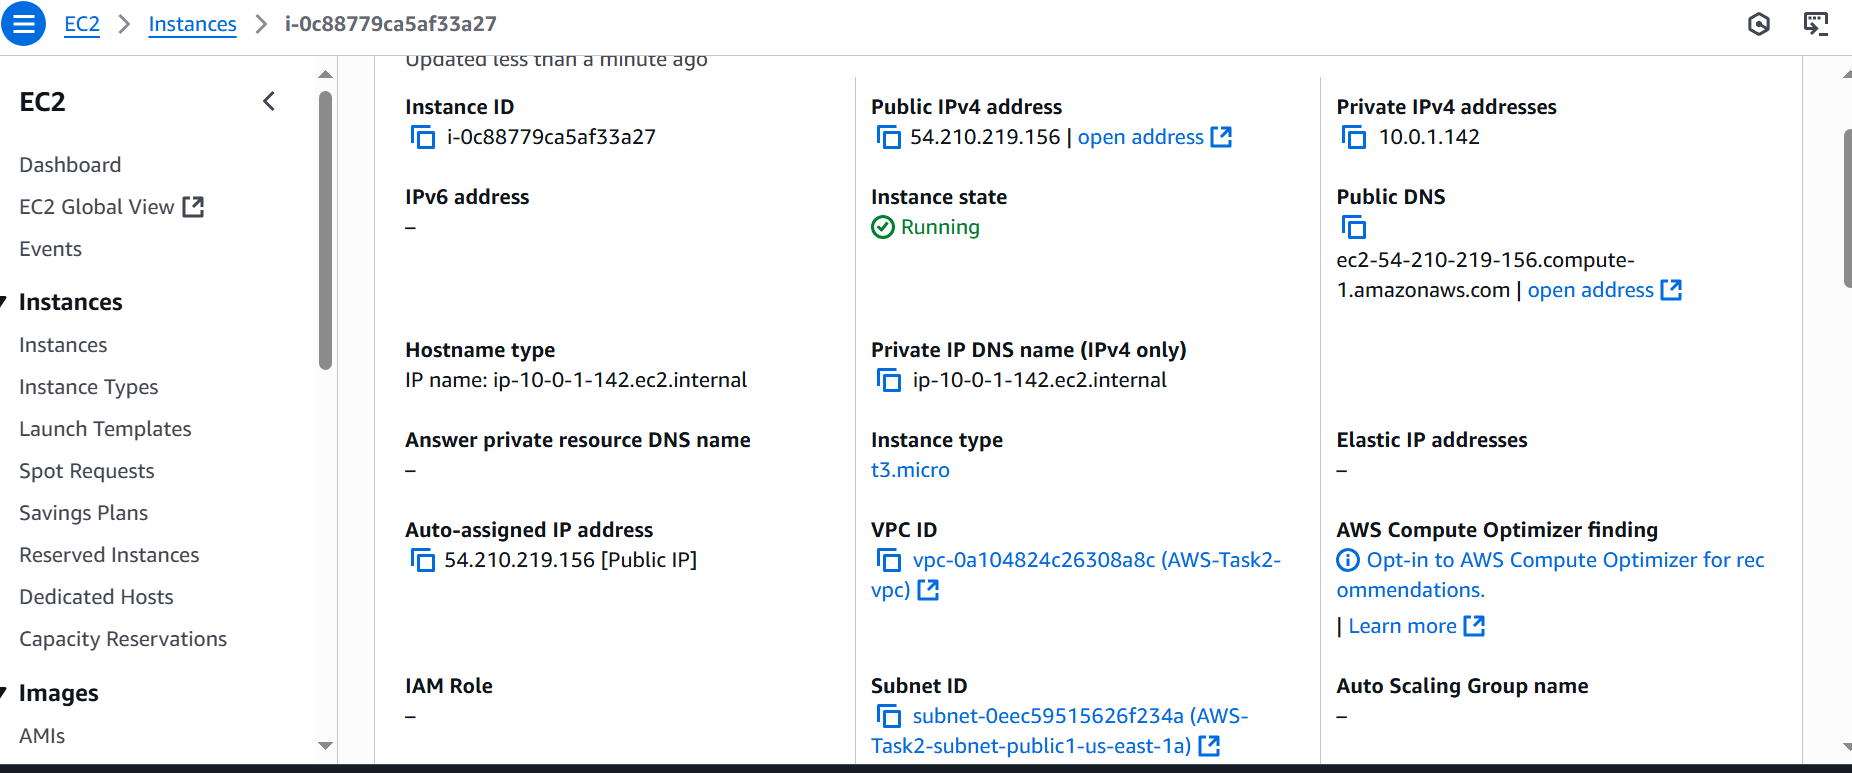 EC2 > Instances > i-0c88779ca5af33a27
EC2
Dashboard
EC2 Global View
Events
Instances
Instances
Instance Types
Launch Templates
Spot Requests
Savings Plans
Reserved Instances
Dedicated Hosts
Capacity Reservations
Images
AMIs
Updated less than a minute ago
Instance ID
i-0c88779ca5af33a27
Public IPv4 address
54.210.219.156 | open address
Private IPv4 addresses
10.0.1.142
IPv6 address
–
Instance state
Running
Public DNS
ec2-54-210-219-156.compute-
1.amazonaws.com | open address
Hostname type
IP name: ip-10-0-1-142.ec2.internal
Private IP DNS name (IPv4 only)
ip-10-0-1-142.ec2.internal
Answer private resource DNS name
–
Instance type
t3.micro
Elastic IP addresses
–
Auto-assigned IP address
54.210.219.156 [Public IP]
VPC ID
vpc-0a104824c26308a8c (AWS-Task2-
vpc)
AWS Compute Optimizer finding
Opt-in to AWS Compute Optimizer for rec
ommendations.
| Learn more
IAM Role
–
Subnet ID
subnet-0eec59515626f234a (AWS-
Task2-subnet-public1-us-east-1a)
Auto Scaling Group name
–